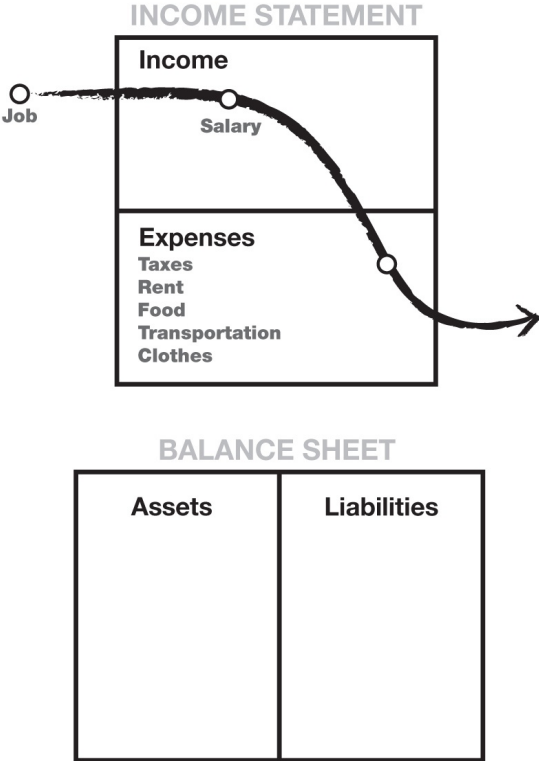 INCOME STATEMENT
Income
Job
Salary
Expenses
Taxes
Rent
Food
Transportation
Clothes
BALANCE SHEET
Assets
Liabilities